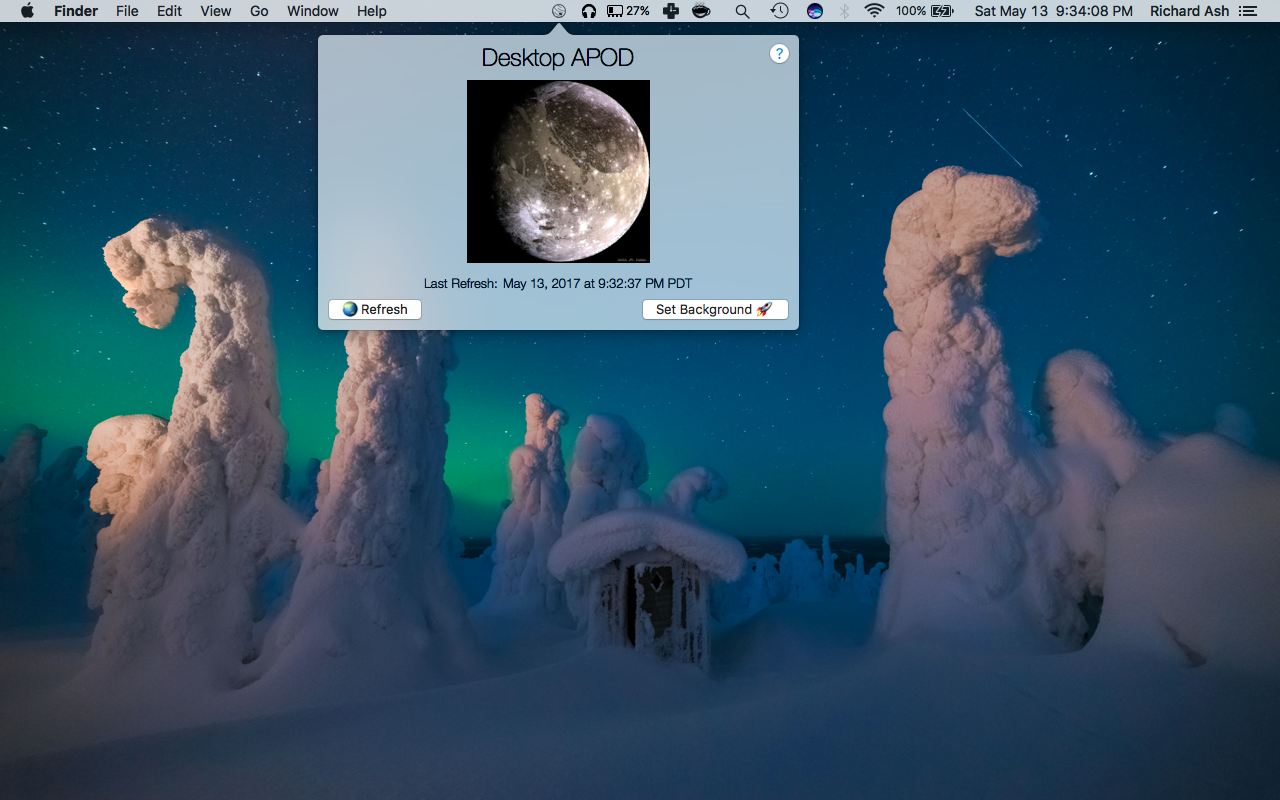 Finder File Edit View Go Window Help 27% 100% Sat May 13 9:34:08 PM Richard Ash
Desktop APOD
?
Last Refresh: May 13, 2017 at 9:32:37 PM PDT
Refresh
Set Background